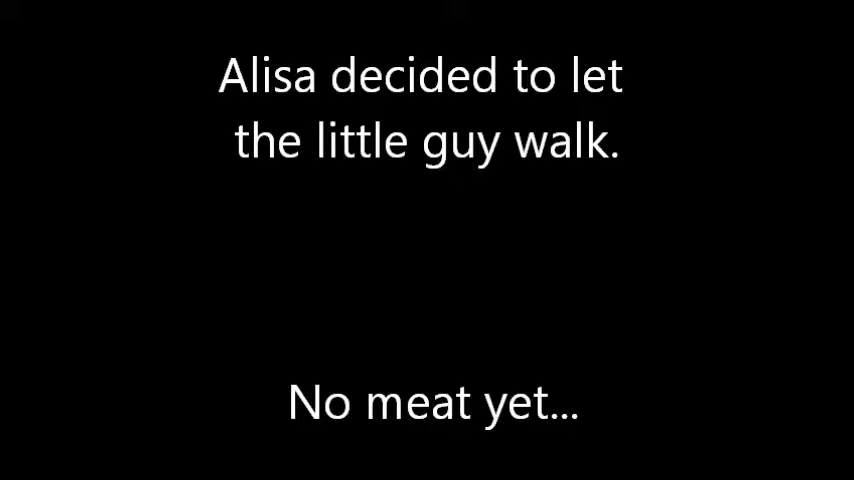 Alisa decided to let
the little guy walk.
No meat yet...